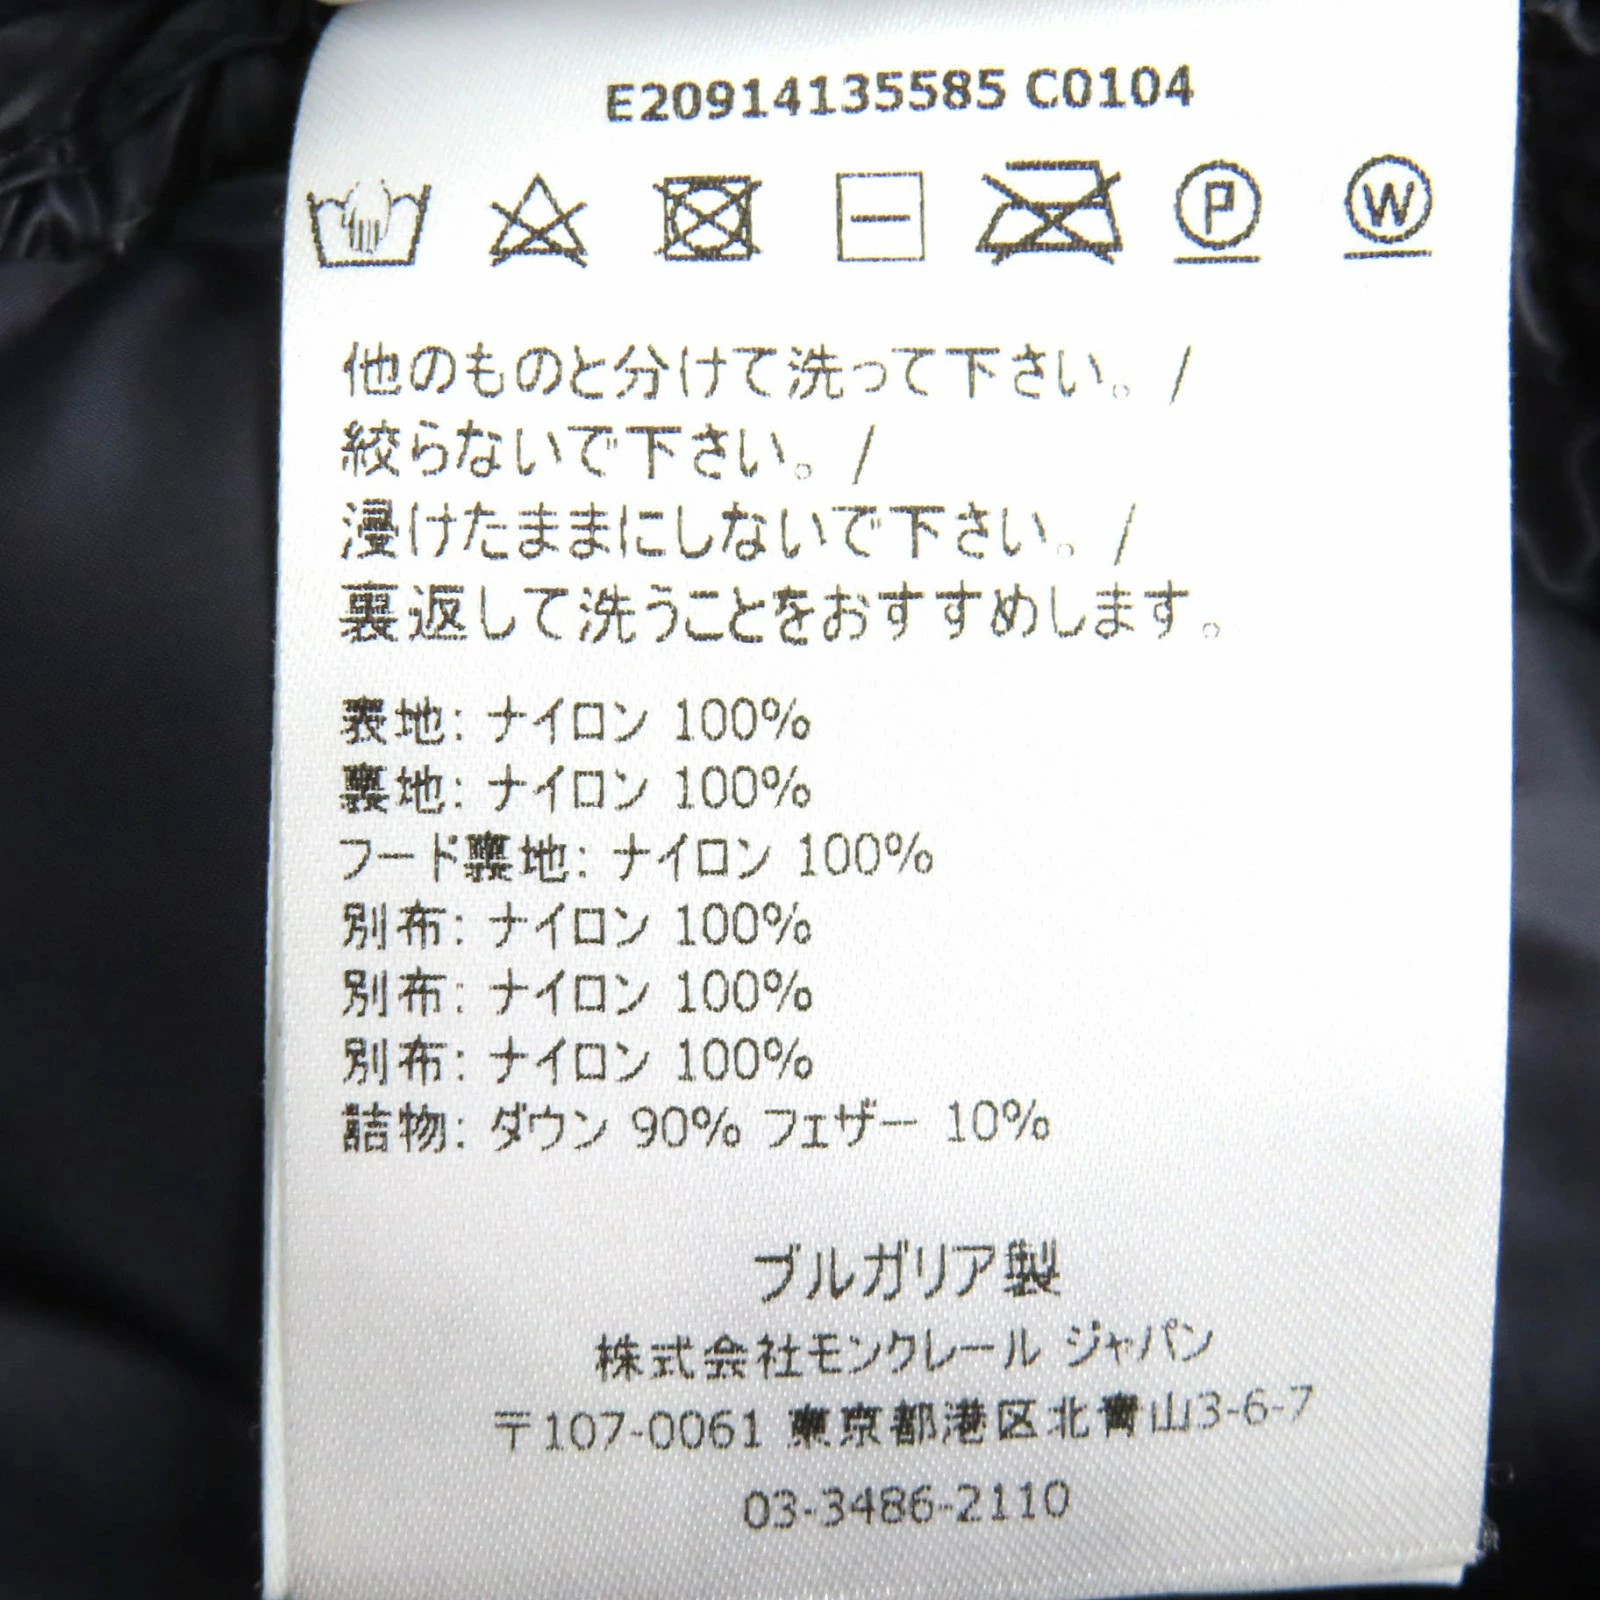 E20914135585 C0104
P W
他のものと分けて洗って下さい。/
絞らないで下さい。/
浸けたままにしないで下さい。/
裏返して洗うことをおすすめします。
表地: ナイロン 100%
裏地: ナイロン 100%
フード裏地: ナイロン 100%
別布: ナイロン 100%
別布: ナイロン 100%
別布: ナイロン 100%
詰物: ダウン 90% フェザー 10%
ブルガリア製
株式会社モンクレール ジャパン
〒107-0061 東京都港区北青山3-6-7
03-3486-2110